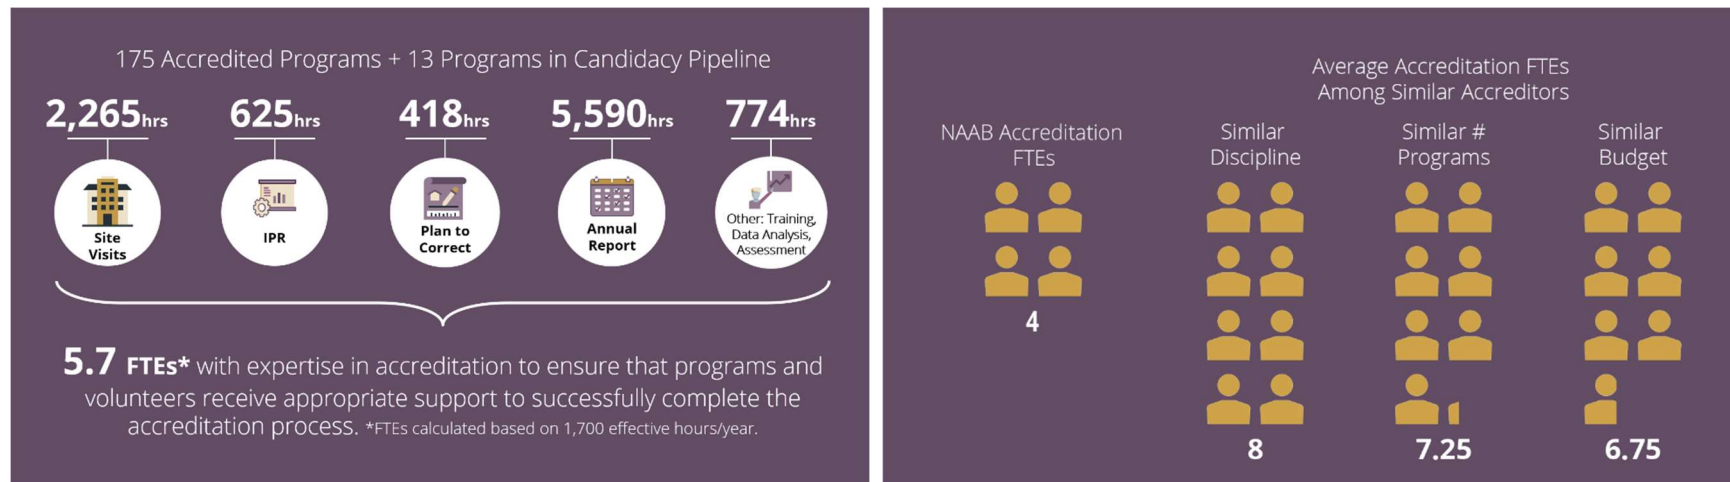 175 Accredited Programs + 13 Programs in Candidacy Pipeline
2,265hrs
625hrs
418hrs
5,590hrs
774hrs
Site
Visits
IPR
Plan to
Correct
Annual
Report
Other: Training,
Data Analysis,
Assessment
5.7 FTEs* with expertise in accreditation to ensure that programs and
volunteers receive appropriate support to successfully complete the
accreditation process. *FTEs calculated based on 1,700 effective hours/year.
Average Accreditation FTEs
Among Similar Accreditors
NAAB Accreditation
FTEs
4
Similar
Discipline
8
Similar #
Programs
7.25
Similar
Budget
6.75